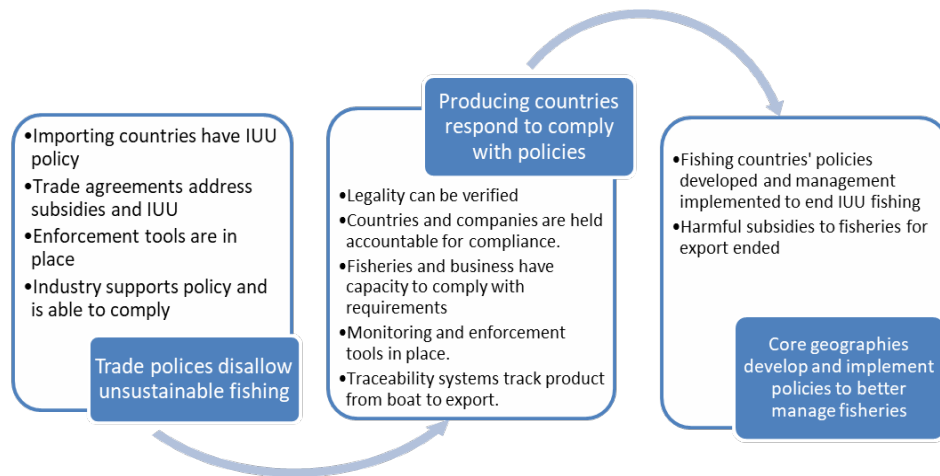 •Importing countries have IUU
policy
•Trade agreements address
subsidies and IUU
•Enforcement tools are in
place
•Industry supports policy and
is able to comply
Trade polices disallow
unsustainable fishing
Producing countries
respond to comply
with policies
•Legality can be verified
•Countries and companies are held
accountable for compliance.
•Fisheries and business have
capacity to comply with
requirements
•Monitoring and enforcement
tools in place.
•Traceability systems track product
from boat to export.
•Fishing countries' policies
developed and management
implemented to end IUU fishing
•Harmful subsidies to fisheries for
export ended
Core geographies
develop and implement
policies to better
manage fisheries